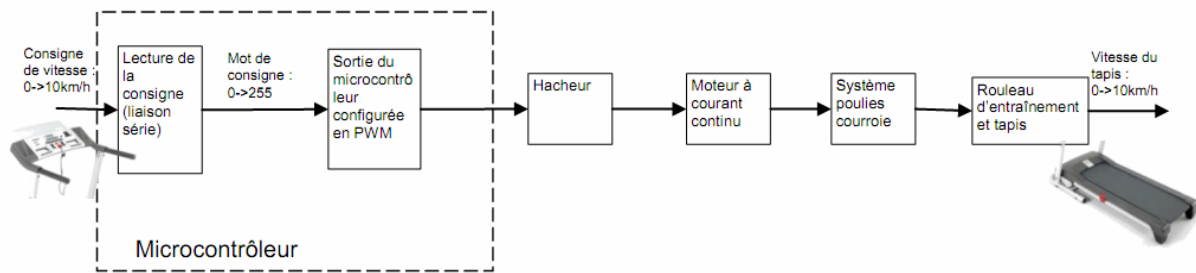 Consigne
de vitesse :
0->10km/h
Lecture de
la
consigne
(liaison
série)
Mot de
consigne :
0->255
Sortie du
microcontrô
leur
configurée
en PWM
Hacheur
Moteur à
courant
continu
Système
poulies
courroie
Rouleau
d'entraînement
et tapis
Vitesse du
tapis :
0->10km/h
Microcontrôleur